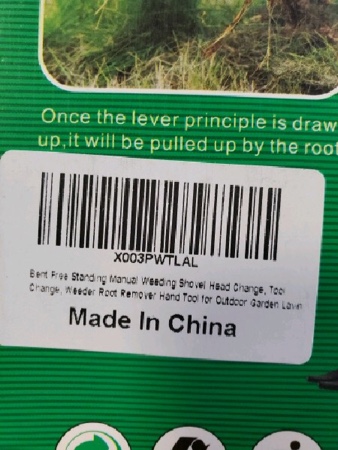 Once the lever principle is draw
up,it will be pulled up by the root
X003PWTLAL
Bent Free Standing Manual Weeding Shovel Head Change, Tool
Change, Weeder Root Remover Hand Tool for Outdoor Garden Lawn
Made In China